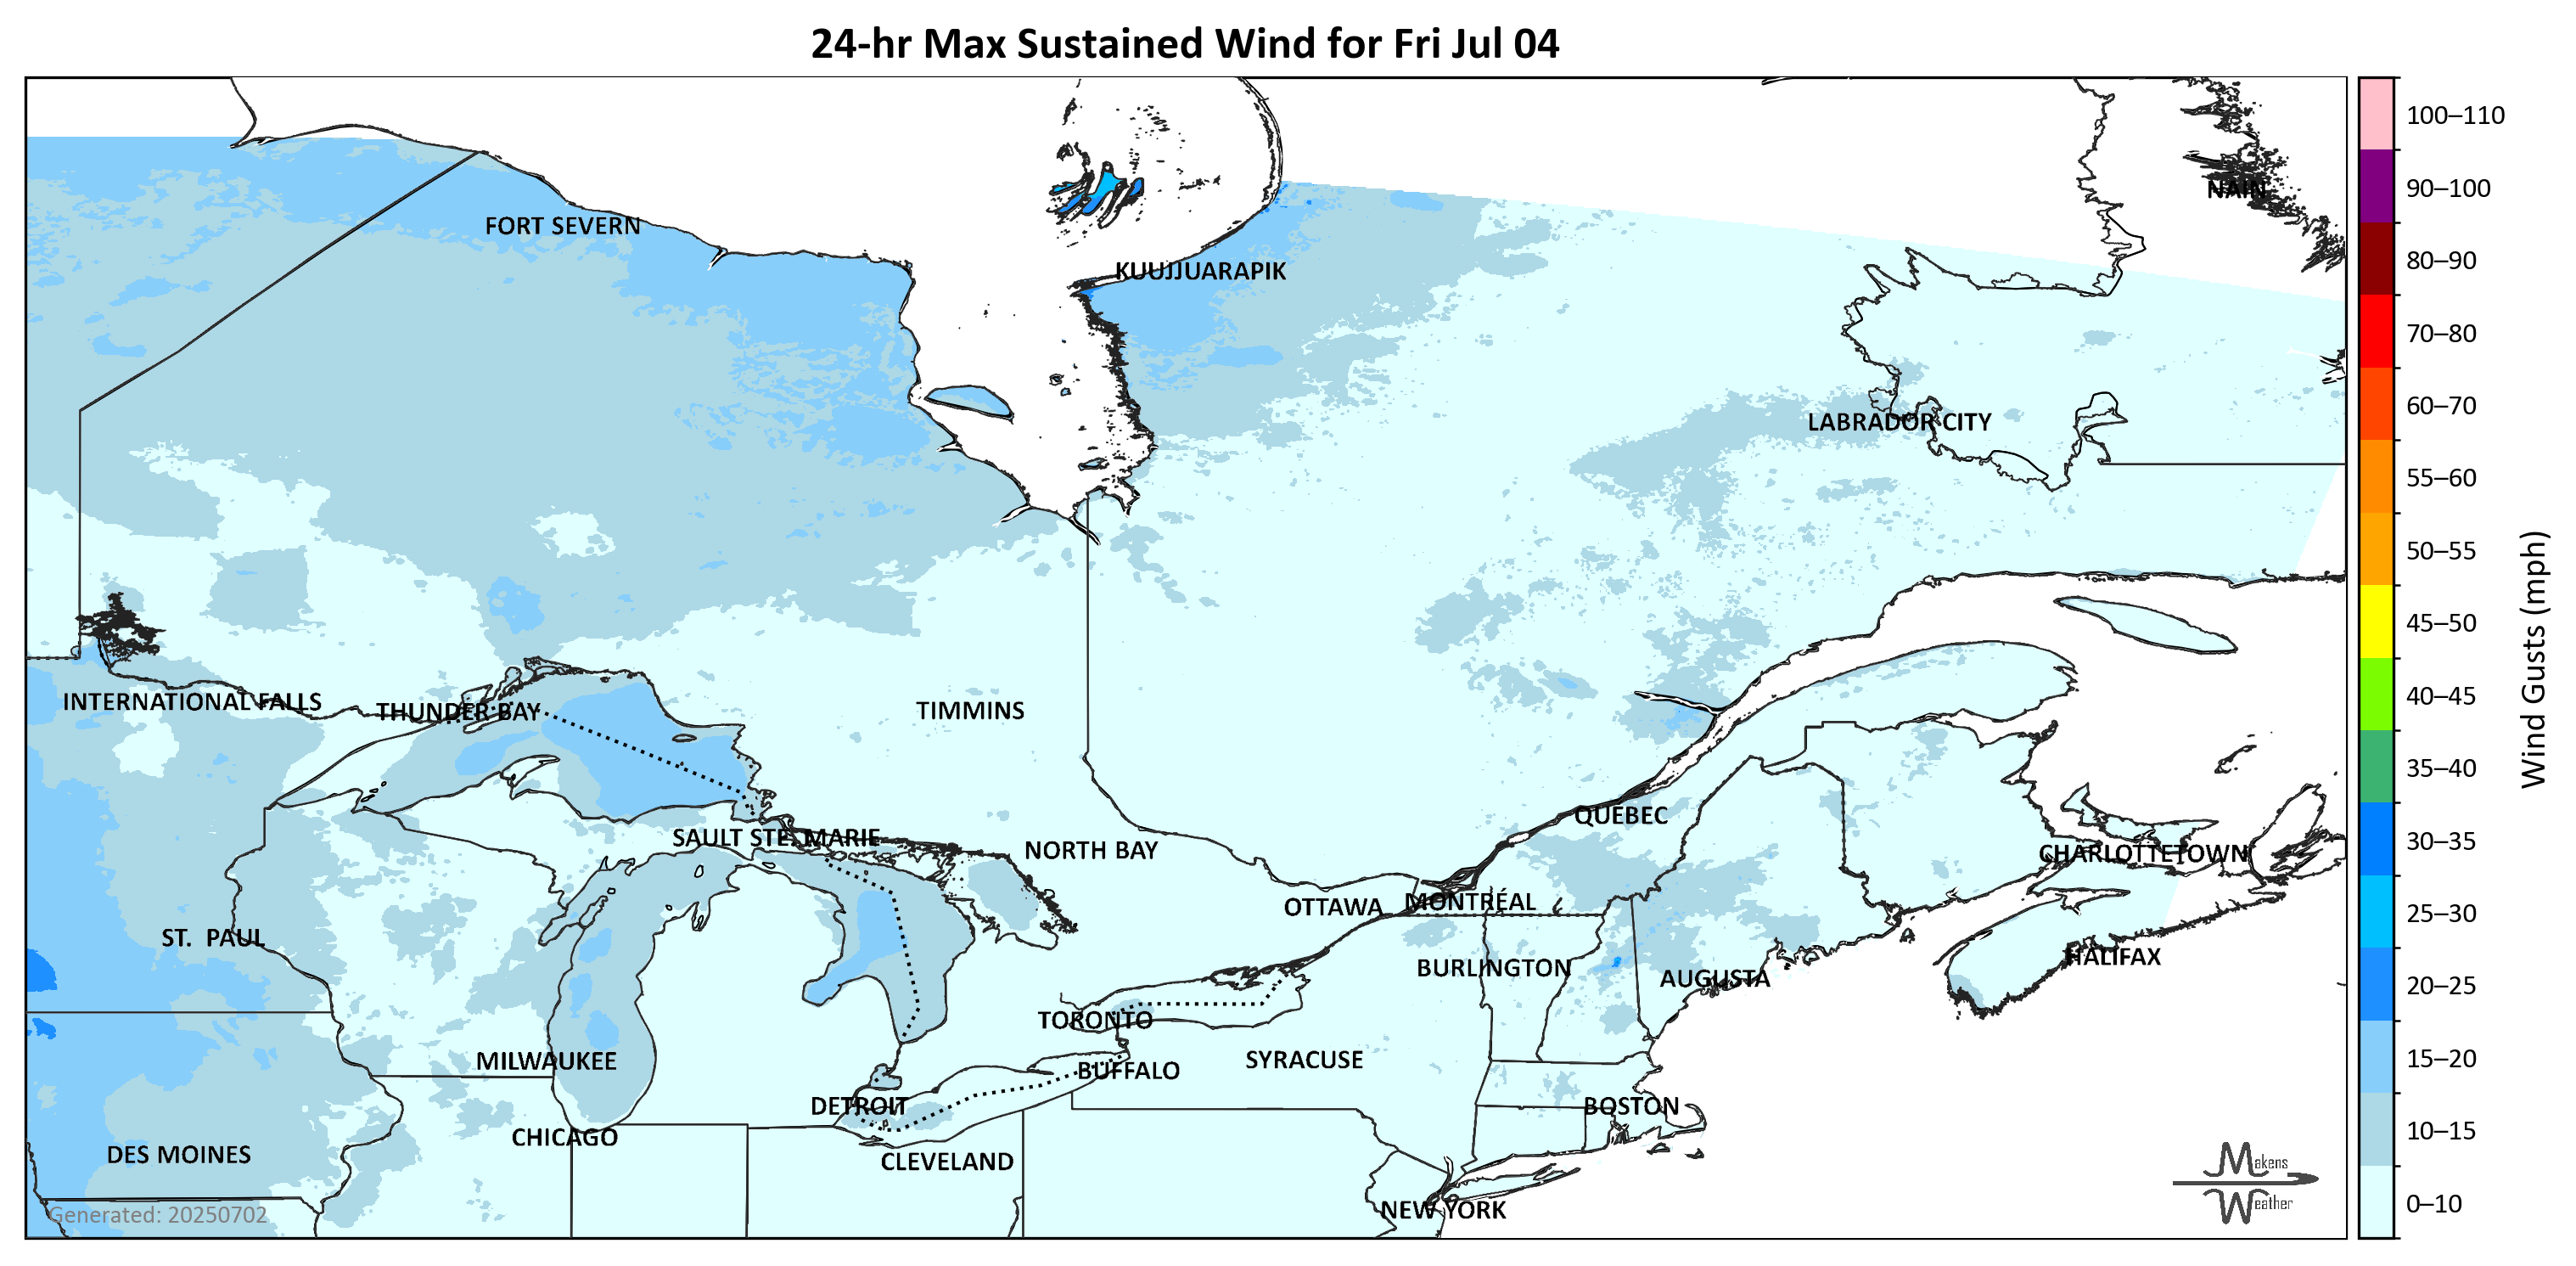 24-hr Max Sustained Wind for Fri Jul 04
100–110
90–100
80–90
70–80
60–70
55–60
50–55
45–50
40–45
35–40
30–35
25–30
20–25
15–20
10–15
0–10
Wind Gusts (mph)
NAIN
FORT SEVERN
KUUJJUARAPIK
LABRADOR CITY
INTERNATIONAL FALLS
THUNDER BAY
TIMMINS
QUÉBEC
SAULT STE. MARIE
NORTH BAY
CHARLOTTETOWN
OTTAWA
MONTRÉAL
ST. PAUL
HALIFAX
BURLINGTON
AUGUSTA
TORONTO
MILWAUKEE
SYRACUSE
BUFFALO
DETROIT
BOSTON
CHICAGO
DES MOINES
CLEVELAND
NEW YORK
Generated: 20250702
Makens
Weather